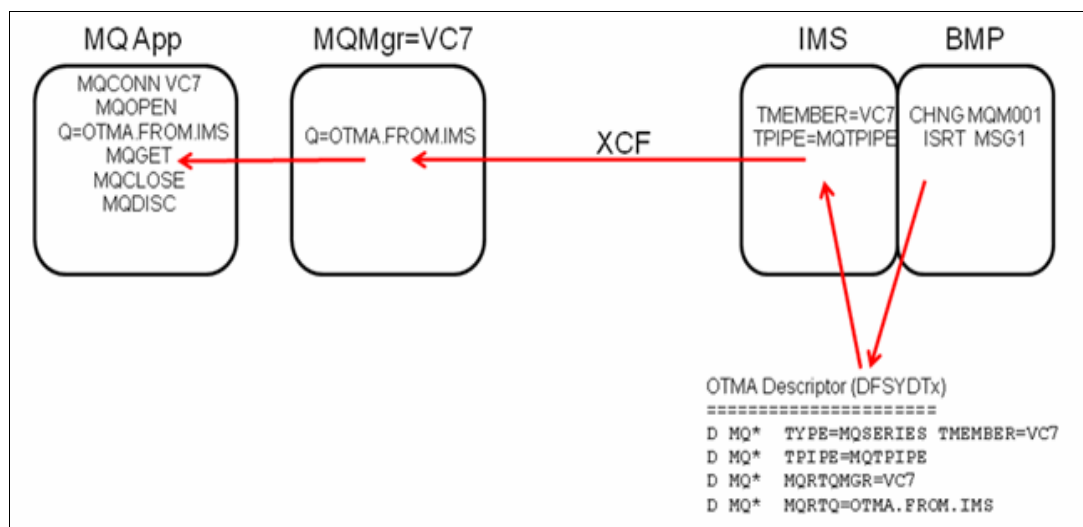 MQ App
MQCONN VC7
MQOPEN
Q=OTMA.FROM.IMS
MQGET
MQCLOSE
MQDISC
MQMgr=VC7
Q=OTMA.FROM.IMS
XCF
IMS
TMEMBER=VC7
TPIPE=MQTPIPE
BMP
CHNG MQM001
ISRT MSG1
OTMA Descriptor (DFSYDTx)
======================
D MQ* TYPE=MQSERIES TMEMBER=VC7
D MQ* TPIPE=MQTPIPE
D MQ* MQRTQMGR=VC7
D MQ* MQRTQ=OTMA.FROM.IMS